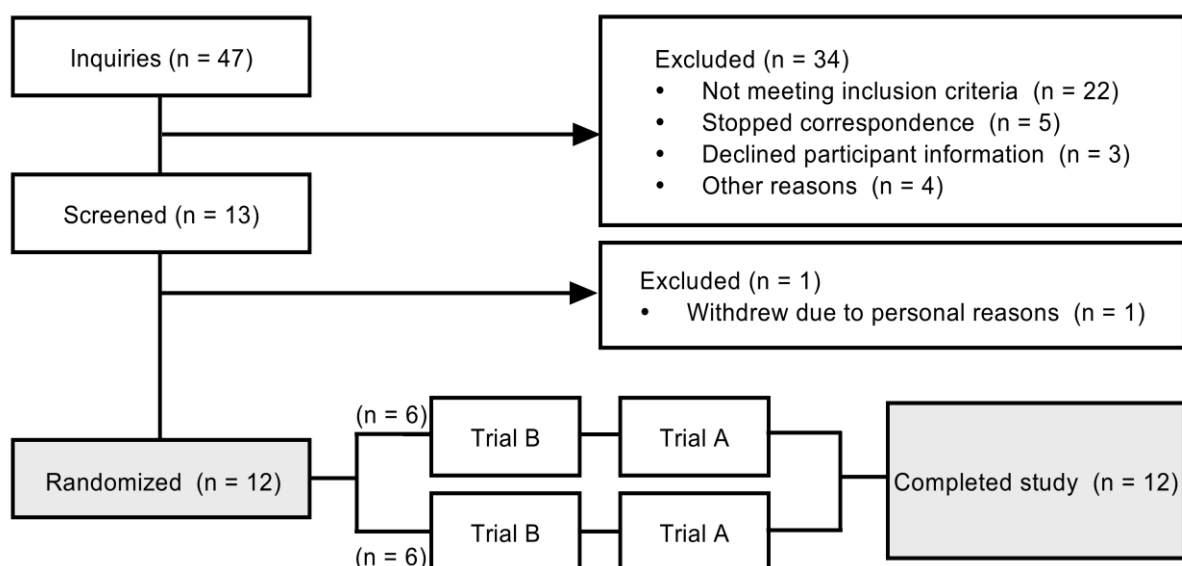 Inquiries (n = 47)
Excluded (n = 34)
• Not meeting inclusion criteria (n = 22)
• Stopped correspondence (n = 5)
• Declined participant information (n = 3)
• Other reasons (n = 4)
Screened (n = 13)
Excluded (n = 1)
• Withdrew due to personal reasons (n = 1)
Randomized (n = 12)
(n = 6)
Trial B
Trial A
(n = 6)
Trial B
Trial A
Completed study (n = 12)